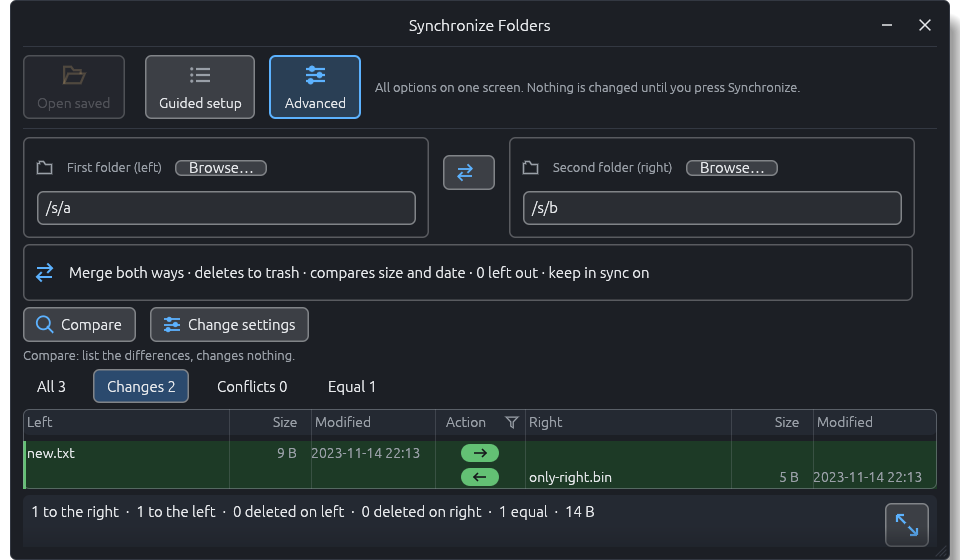 Synchronize Folders
Open saved
Guided setup
Advanced
All options on one screen. Nothing is changed until you press Synchronize.
First folder (left) Browse...
Second folder (right) Browse...
/s/a
/s/b
Merge both ways · deletes to trash · compares size and date · 0 left out · keep in sync on
Compare
Change settings
Compare: list the differences, changes nothing.
All 3 Changes 2 Conflicts 0 Equal 1
Left Size Modified Action Right Size Modified
new.txt 9 B 2023-11-14 22:13
only-right.bin 5 B 2023-11-14 22:13
1 to the right · 1 to the left · 0 deleted on left · 0 deleted on right · 1 equal · 14 B